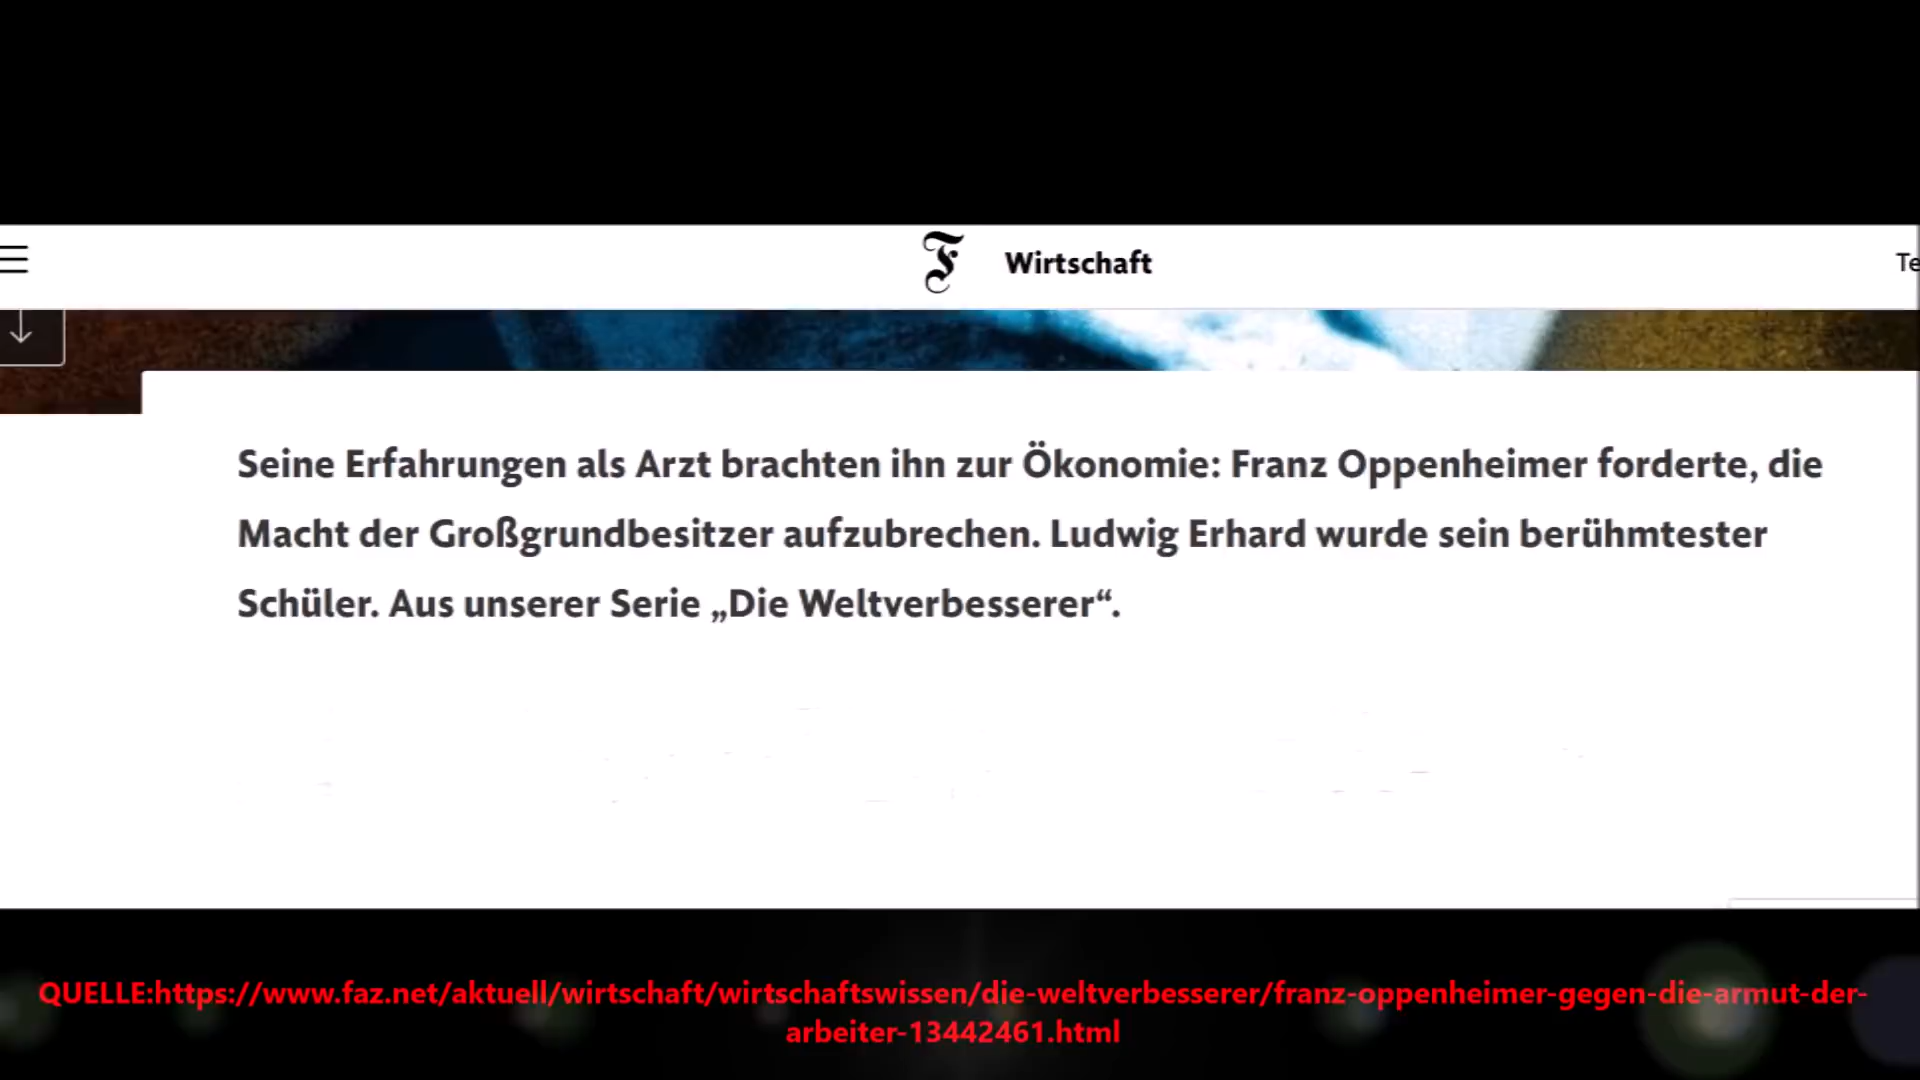 F Wirtschaft
Seine Erfahrungen als Arzt brachten ihn zur Ökonomie: Franz Oppenheimer forderte, die
Macht der Großgrundbesitzer aufzubrechen. Ludwig Erhard wurde sein berühmtester
Schüler. Aus unserer Serie „Die Weltverbesserer“.
QUELLE:https://www.faz.net/aktuell/wirtschaft/wirtschaftswissen/die-weltverbesserer/franz-oppenheimer-gegen-die-armut-der-
arbeiter-13442461.html